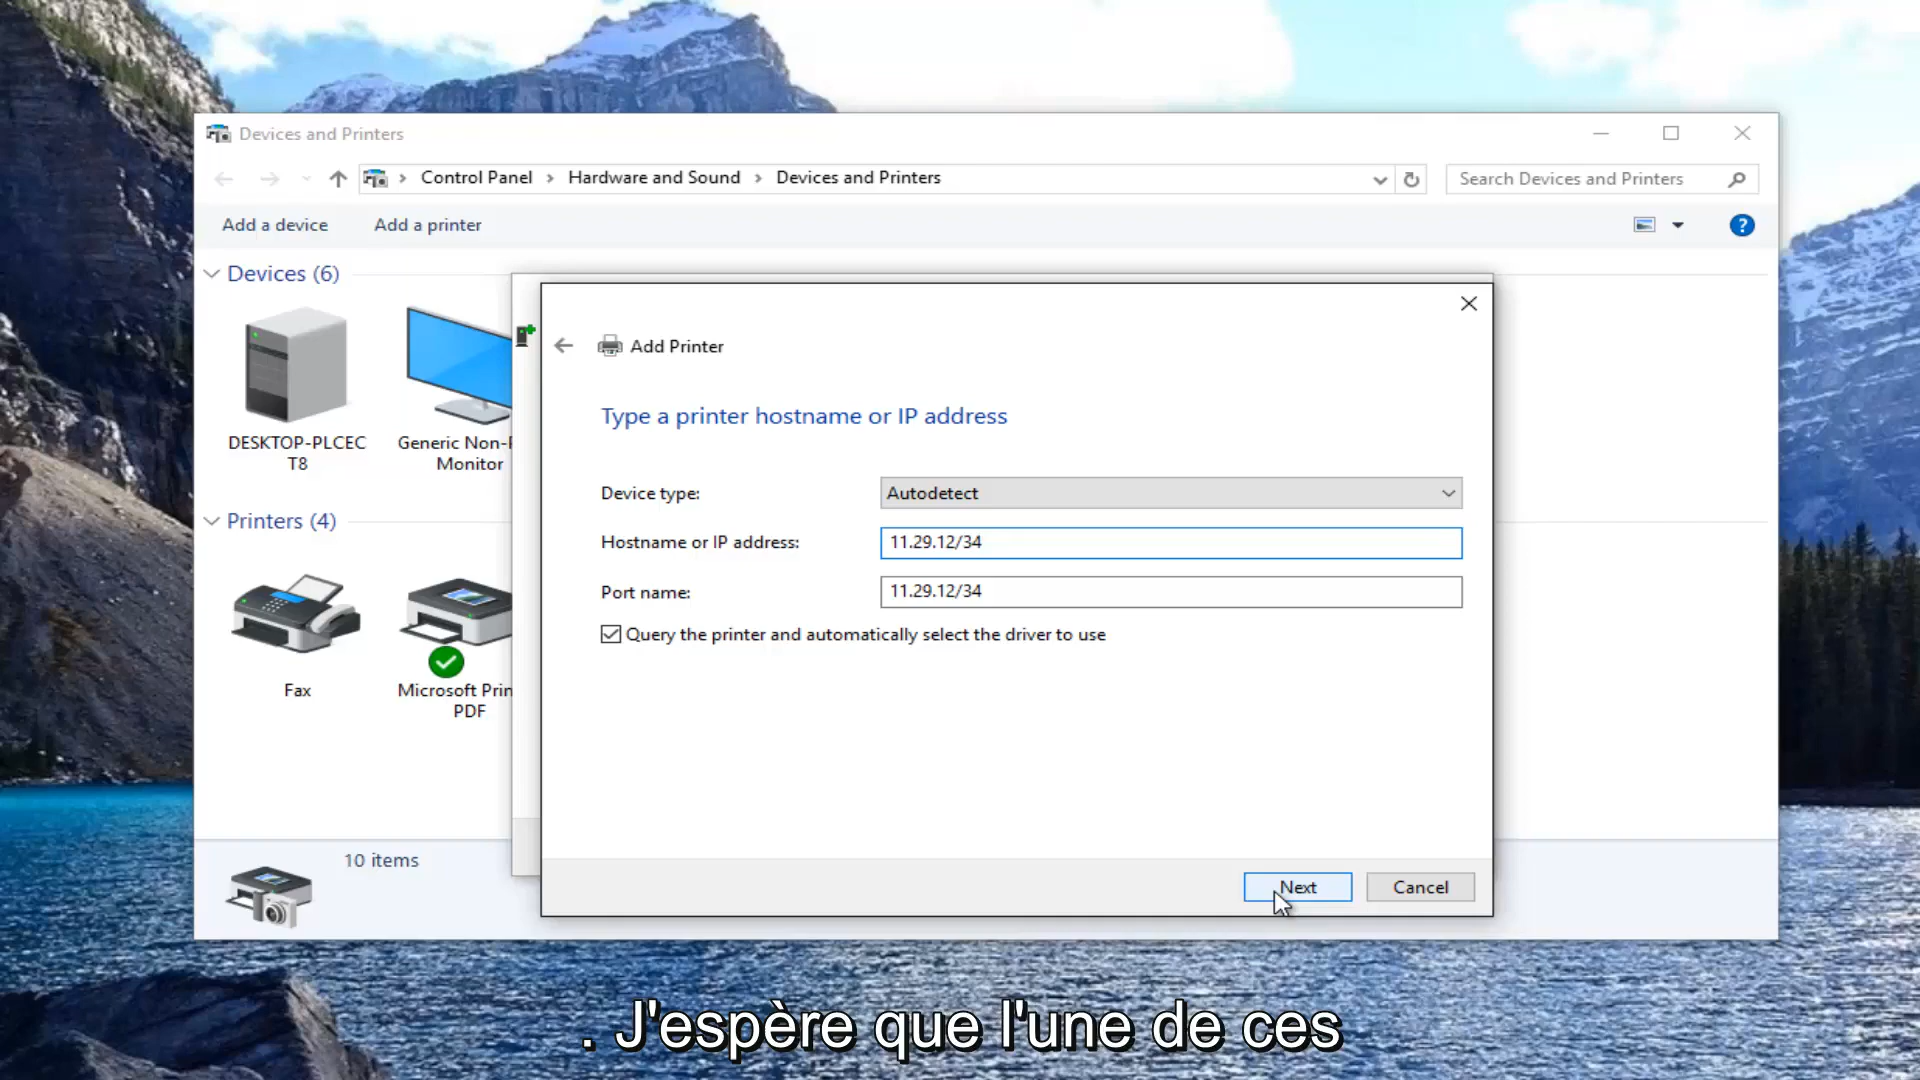 Devices and Printers
Control Panel > Hardware and Sound > Devices and Printers
Search Devices and Printers
Add a device
Add a printer
?
Devices (6)
DESKTOP-PLCEC
T8
Generic Non-
Monitor
Printers (4)
Fax
Microsoft Prin
PDF
10 items
Add Printer
Type a printer hostname or IP address
Device type:
Autodetect
Hostname or IP address:
11.29.12/34
Port name:
11.29.12/34
Query the printer and automatically select the driver to use
Next
Cancel
. J'espère que l'une de ces